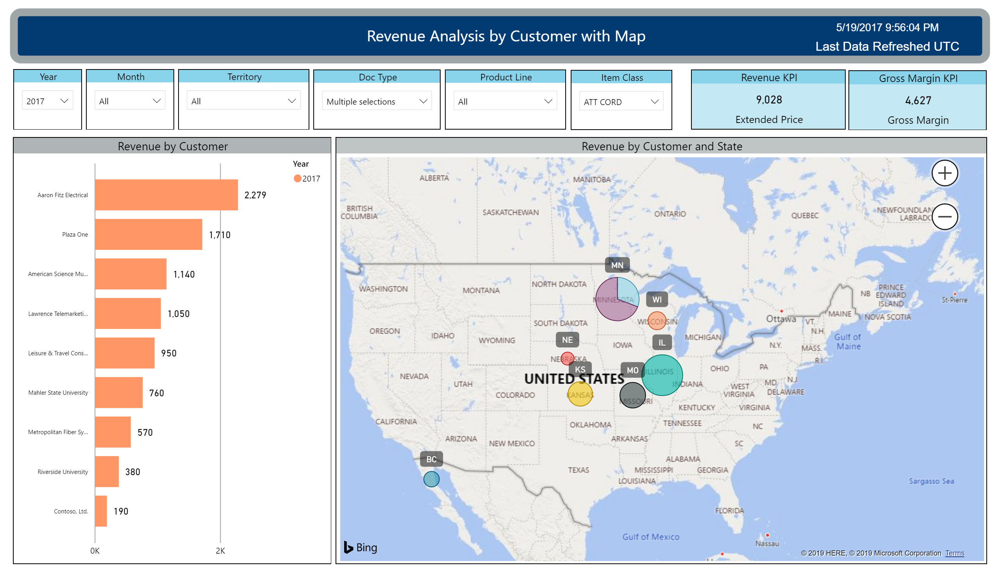 Revenue Analysis by Customer with Map
5/19/2017 9:56:04 PM
Last Data Refreshed UTC
Year
2017
Month
All
Territory
All
Doc Type
Multiple selections
Product Line
All
Item Class
ATT CORD
Revenue KPI
9,028
Extended Price
Gross Margin KPI
4,627
Gross Margin
Revenue by Customer
Year
2017
Aaron Fitz Electrical
2,279
Plaza One
1,710
American Science Mu...
1,140
Lawrence Telemarketi...
1,050
Leisure & Travel Cons...
950
Mahler State University
760
Metropolitan Fiber Sy...
570
Riverside University
380
Contoso, Ltd.
190
0K
2K
Revenue by Customer and State
ALBERTA
MANITOBA
BRITISH
COLUMBIA
SASKATCHEWAN
ONTARIO
QUEBEC
NEWFOUNDLAN
LABRADO
MN
WASHINGTON
MONTANA
NORTH DAKOTA
MINNESOTA
WI
NB
PRINCE
EDWARD
ISLAND
St-Pierre
MAINE
NOVA SCOTIA
Ottawa
VT.
N.H.
OREGON
IDAHO
SOUTH DAKOTA
WISCONSIN
WYOMING
NE
IOWA
IL
MICHIGAN
N.Y.
MASS.
Gulf of
Maine
R.I.
NEBRASKA
KS
MO
ILLINOIS
OHIO
PA
NEVADA
UTAH
UNITED STATES
INDIANA
WEST
VIRGINIA
MD.
N.J.
DELAWARE
COLORADO
KANSAS
MISSOURI
KENTUCKY
VIRGINIA
CALIFORNIA
OKLAHOMA
TENNESSEE
NC
ARIZONA
NEW MEXICO
ARKANSAS
SC
BC
TEXAS
ALABAMA
MISSISSIPPI
GEORGIA
LOUISIANA
Sargasso Sea
FLORIDA
Gulf of Mexico
Nassau
Bing
© 2019 HERE, © 2019 Microsoft Corporation Terms